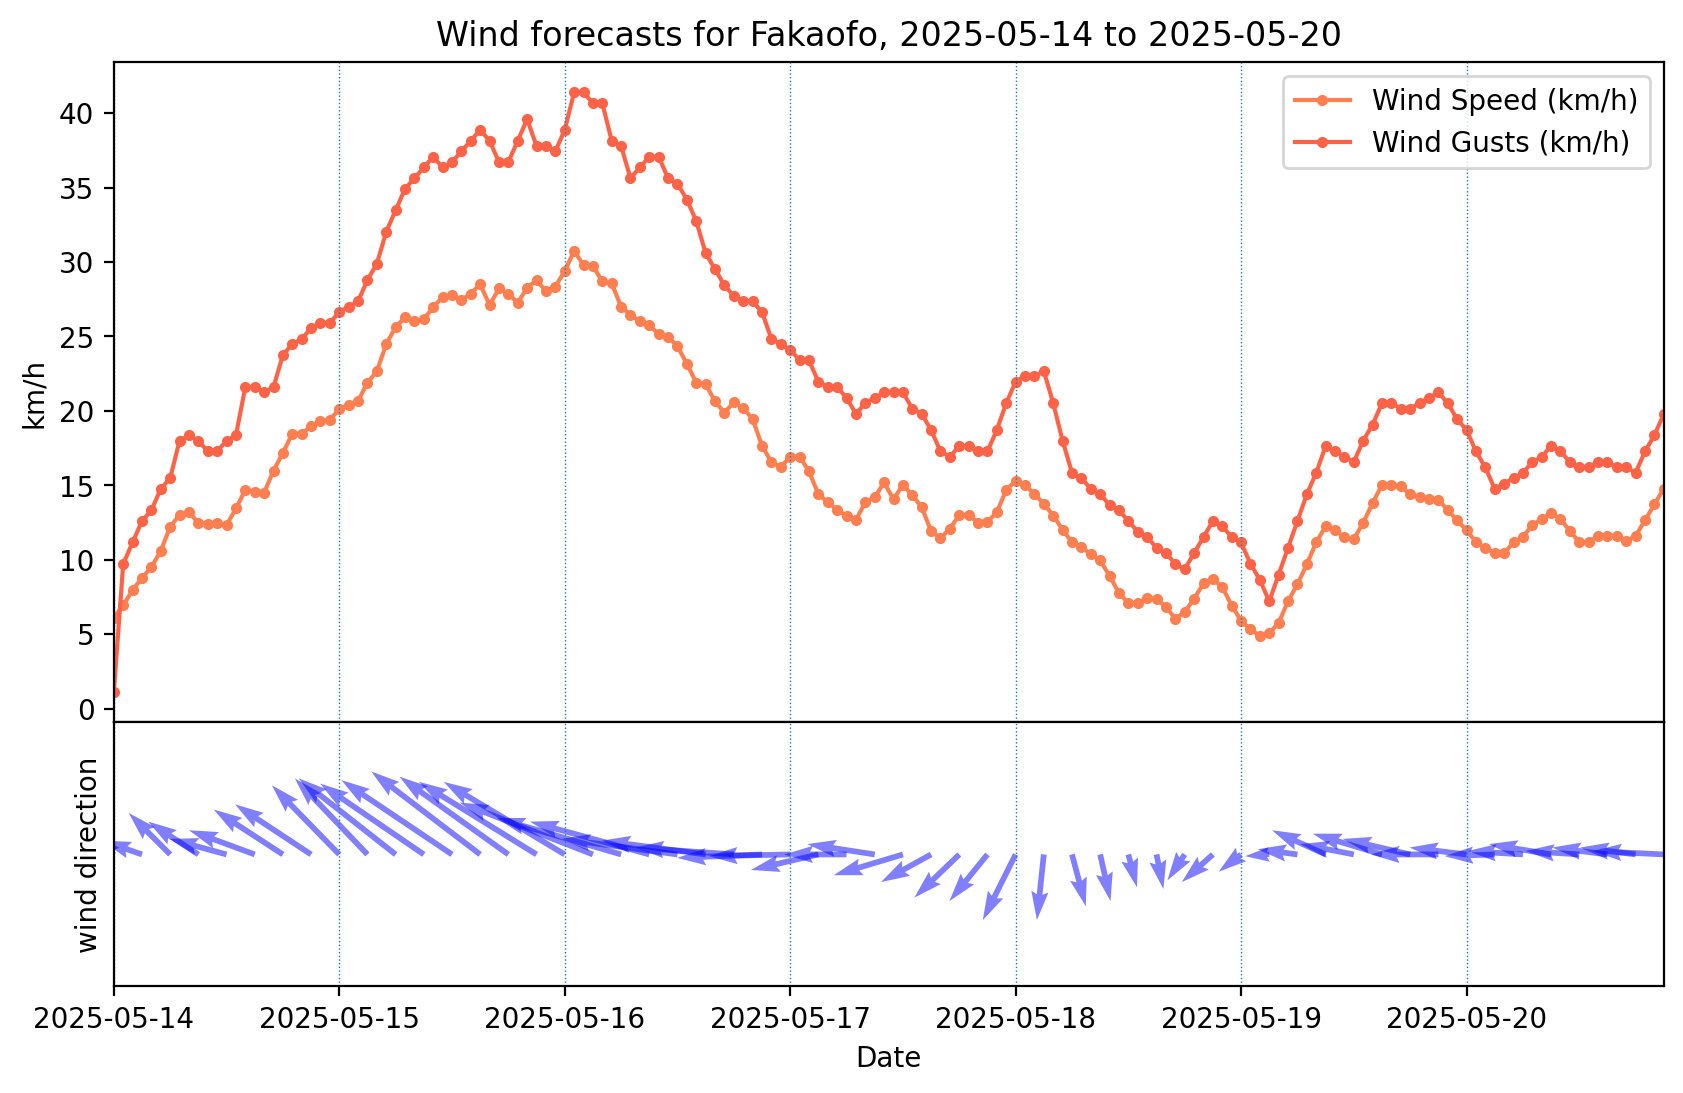 Wind forecasts for Fakaofo, 2025-05-14 to 2025-05-20
Wind Speed (km/h)
Wind Gusts (km/h)
40
35
30
25
20
15
10
5
0
km/h
wind direction
2025-05-14
2025-05-15
2025-05-16
2025-05-17
2025-05-18
2025-05-19
2025-05-20
Date